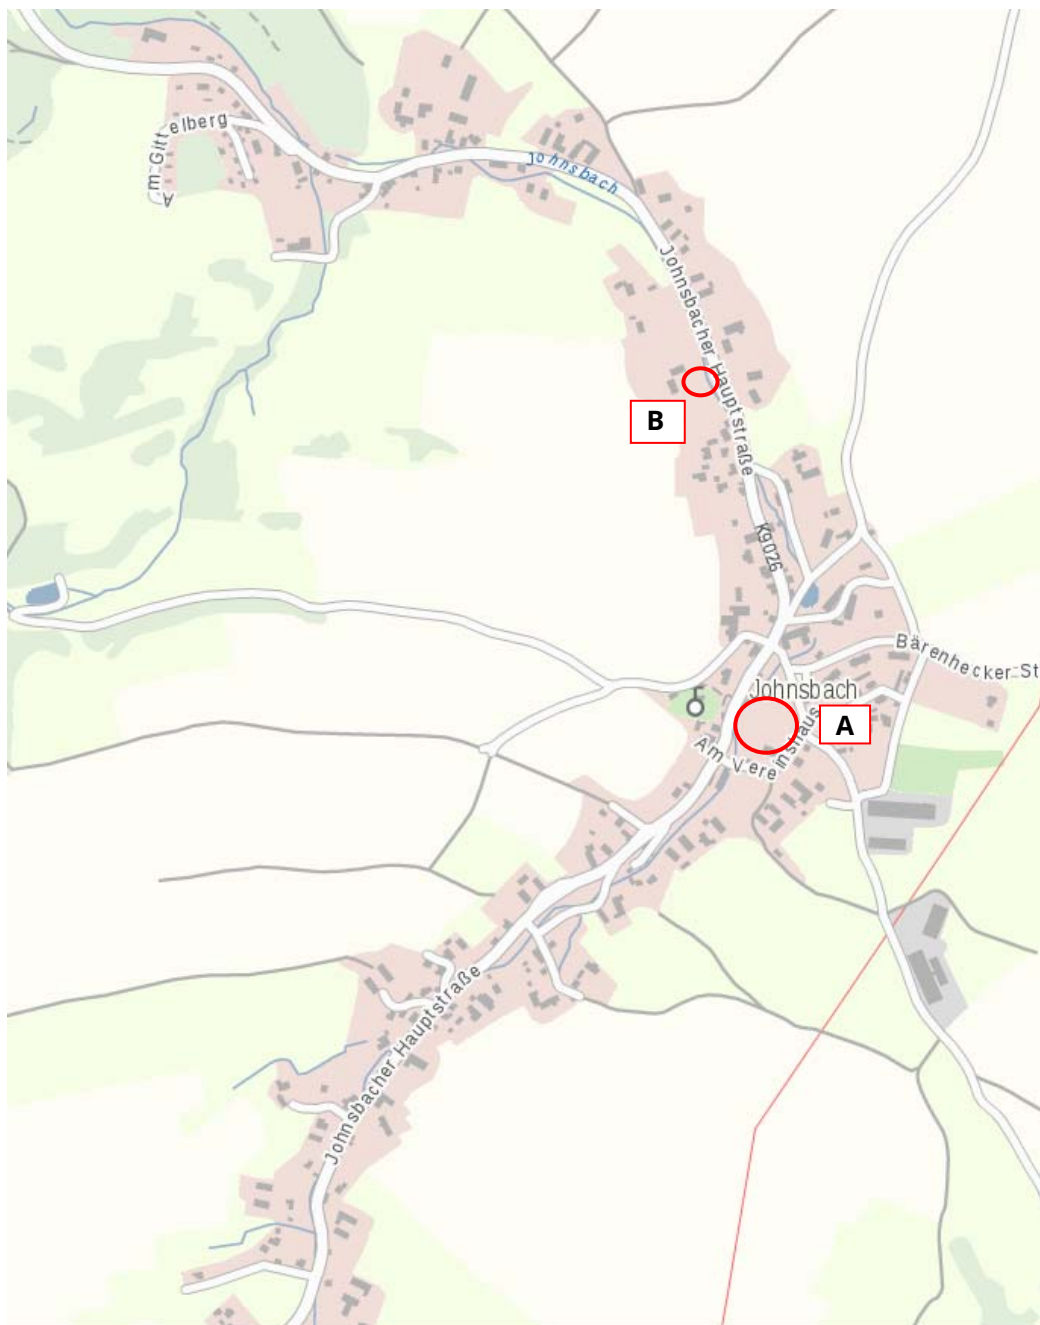 Am Gittelberg
Johnsbach
Johnsbacher Hauptstraße
B
K9026
Bärenhecker St
Johnsbach
A
Am Vereinshaus
Johnsbacher Hauptstraße